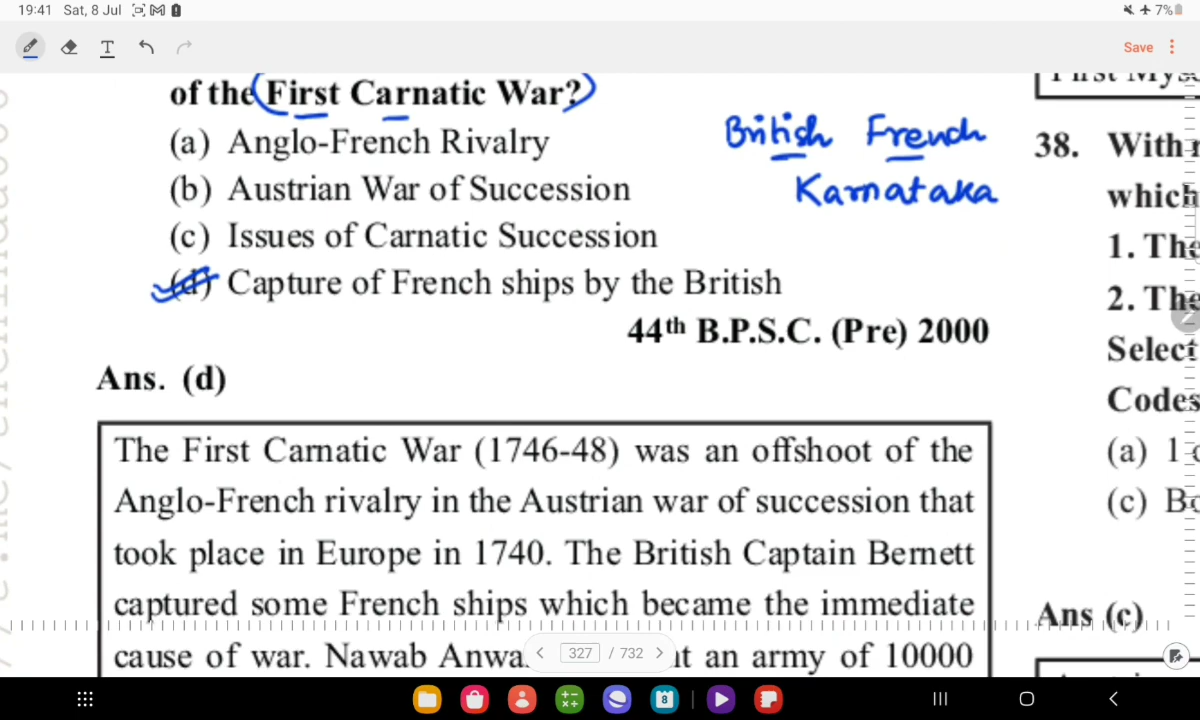 19:41 Sat, 8 Jul
7%
T
Save
of the First Carnatic War?
(a) Anglo-French Rivalry
(b) Austrian War of Succession
(c) Issues of Carnatic Succession
(d) Capture of French ships by the British
44th B.P.S.C. (Pre) 2000
British French
Karnataka
Ans. (d)
The First Carnatic War (1746-48) was an offshoot of the
Anglo-French rivalry in the Austrian war of succession that
took place in Europe in 1740. The British Captain Bernett
captured some French ships which became the immediate
cause of war. Nawab an army of 10000
327 / 732
38. With
which
1. The
2. The
Select
Codes
(a) 1
(c)
Ans (c)
8